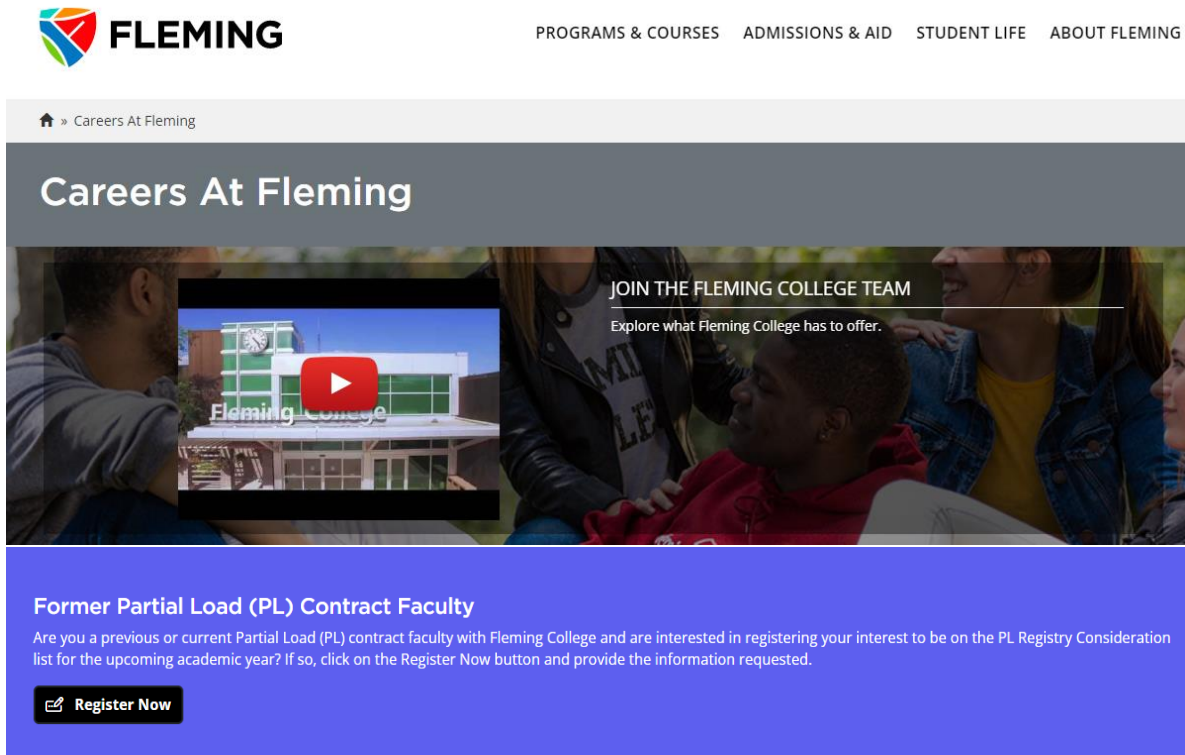 FLEMING
PROGRAMS & COURSES ADMISSIONS & AID STUDENT LIFE ABOUT FLEMING
» Careers At Fleming
Careers At Fleming
JOIN THE FLEMING COLLEGE TEAM
Explore what Fleming College has to offer.
Fleming College
Former Partial Load (PL) Contract Faculty
Are you a previous or current Partial Load (PL) contract faculty with Fleming College and are interested in registering your interest to be on the PL Registry Consideration
list for the upcoming academic year? If so, click on the Register Now button and provide the information requested.
Register Now